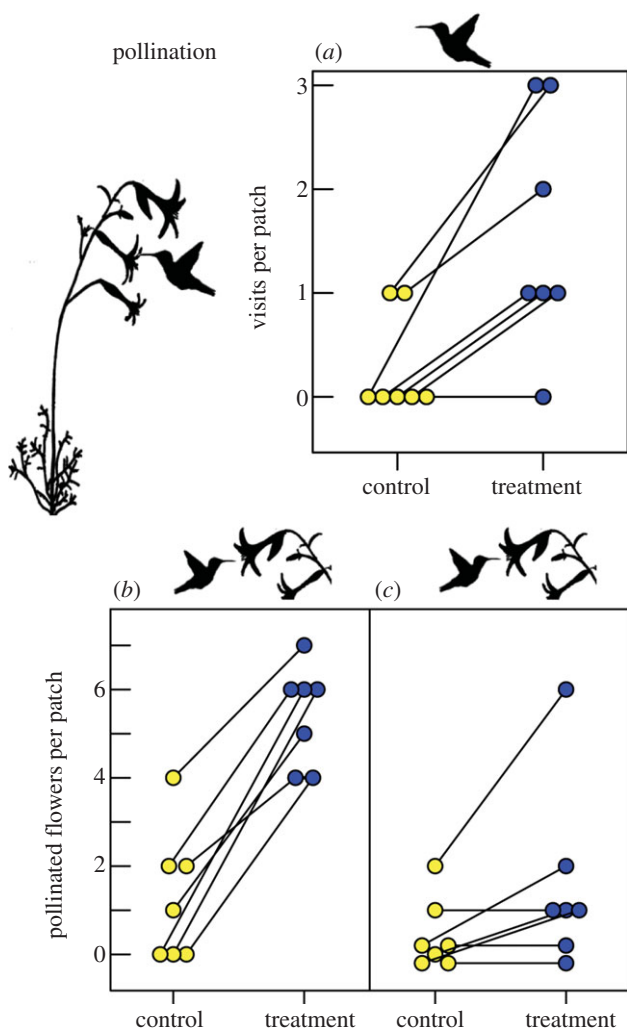 pollination
(a)
3
2
1
0
visits per patch
control treatment
(b) (c)
6
4
2
0
pollinated flowers per patch
control treatment control treatment